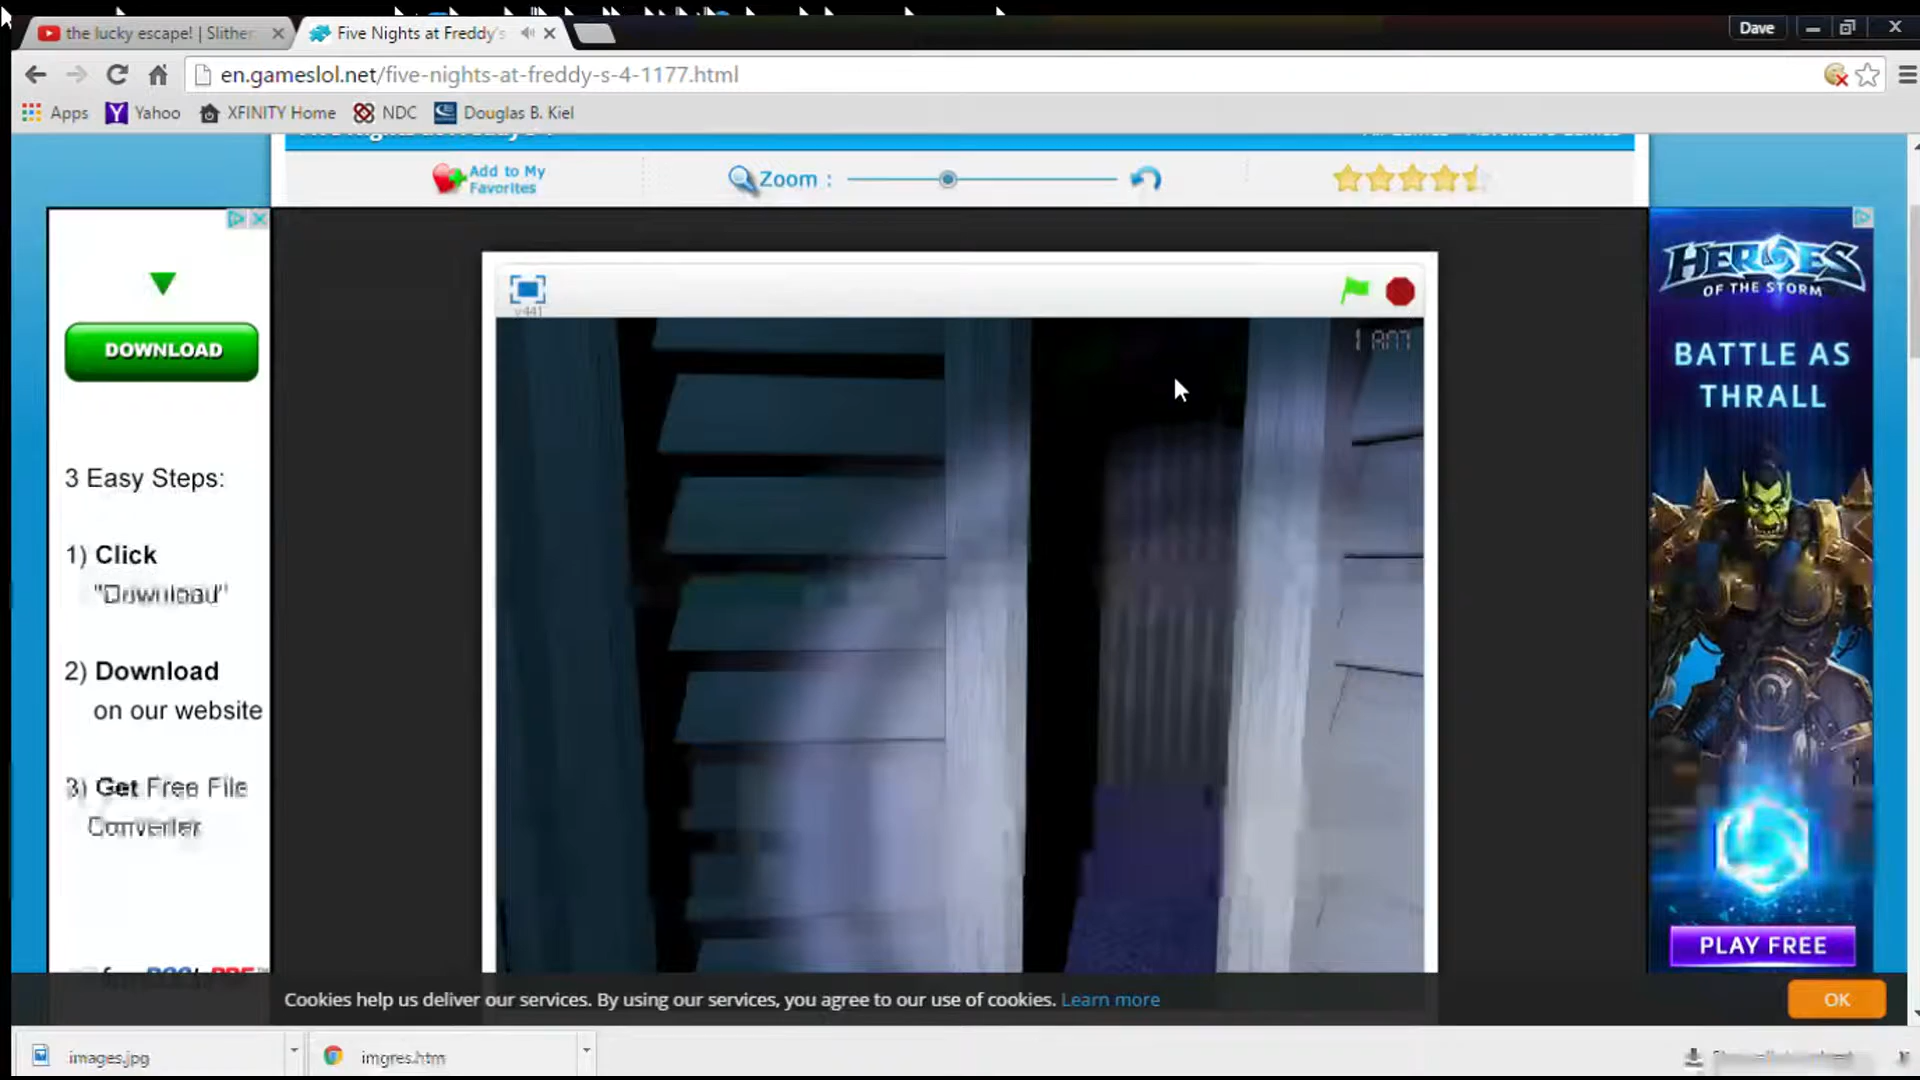 the lucky escape! | Slither
Five Nights at Freddy's
Dave
en.gameslol.net/five-nights-at-freddy-s-4-1177.html
Apps
Yahoo
XFINITY Home
NDC
Douglas B. Kiel
Add to My
Favorites
Zoom :
v441
1 AM
DOWNLOAD
3 Easy Steps:
1) Click
"Download"
2) Download
on our website
3) Get Free File
Converter
HEROES
OF THE STORM
BATTLE AS
THRALL
PLAY FREE
Cookies help us deliver our services. By using our services, you agree to our use of cookies. Learn more
OK
images.jpg
imgres.htm